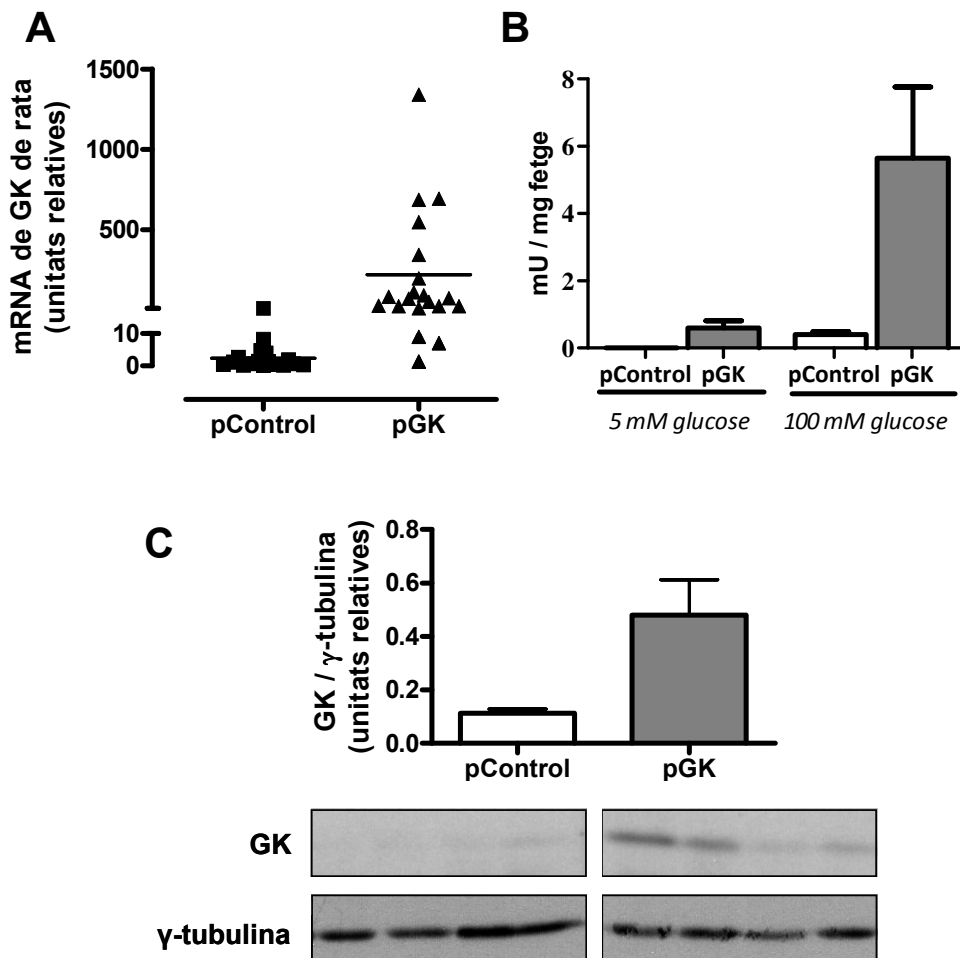 A
mRNA de GK de rata
(unitats relatives)
1500
1000
500
10
0
pControl
pGK
B
mU / mg fetge
8
6
4
2
0
pControl pGK
pControl pGK
5 mM glucose
100 mM glucose
C
GK / γ-tubulina
(unitats relatives)
0.8
0.6
0.4
0.2
0.0
pControl
pGK
GK
γ-tubulina